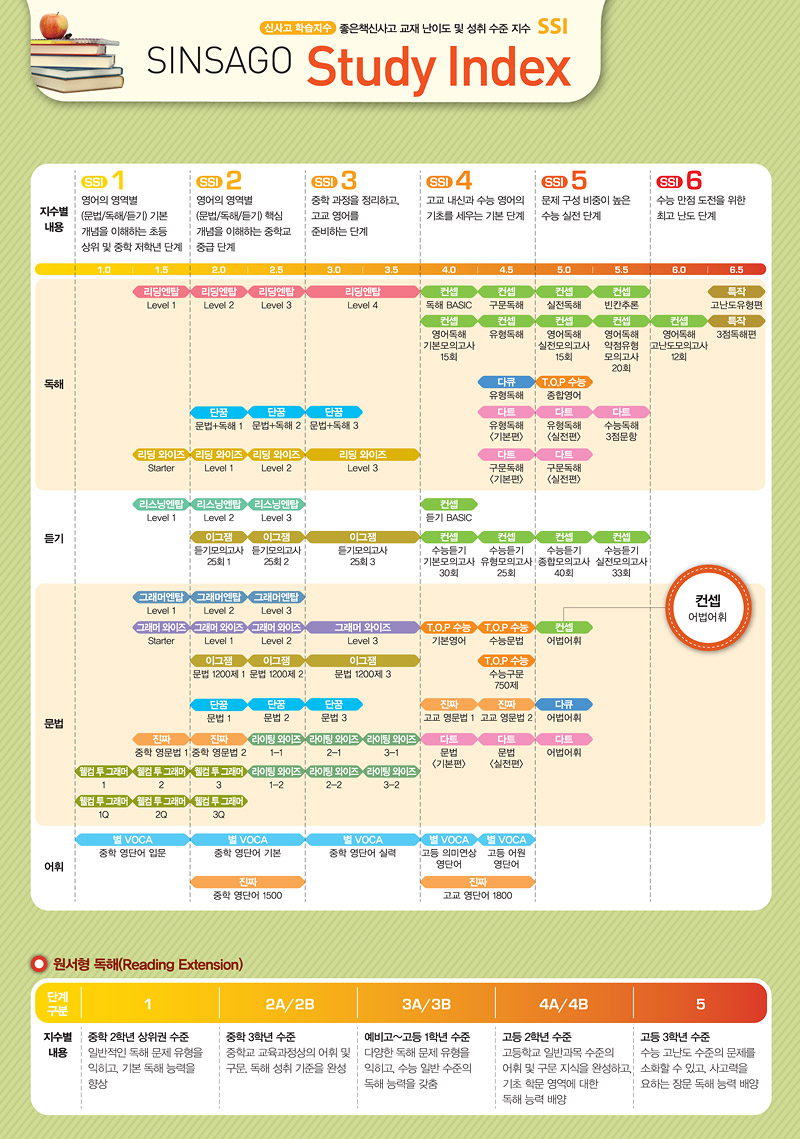 신사고 학습지수 좋은책신사고 교재 난이도 및 성취 수준 지수 SSI
SINSAGO Study Index
지수별
내용
SSI 1
영어의 영역별
(문법/독해/듣기) 기본
개념을 이해하는 초등
상위 및 중학 저학년 단계
SSI 2
영어의 영역별
(문법/독해/듣기) 핵심
개념을 이해하는 중학교
중급 단계
SSI 3
중학 과정을 정리하고,
고교 영어를
준비하는 단계
SSI 4
고교 내신과 수능 영어의
기초를 세우는 기본 단계
SSI 5
문제 구성 비중이 높은
수능 실전 단계
SSI 6
수능 만점 도전을 위한
최고 난도 단계
1.0 1.5 2.0 2.5 3.0 3.5 4.0 4.5 5.0 5.5 6.0 6.5
독해
리딩엔탑 리딩엔탑 리딩엔탑 리딩엔탑 컨셉 컨셉 컨셉 컨셉 특작
Level 1 Level 2 Level 3 Level 4 독해 BASIC 구문독해 실전독해 빈칸추론 고난도유형편
컨셉 컨셉 컨셉 컨셉 컨셉 특작
영어독해 유형독해 영어독해 영어독해 영어독해 3점독해편
기본모의고사 실전모의고사 약점유형 고난도모의고사
15회 15회 모의고사 12회
20회
다큐 T.O.P 수능
유형독해 종합영어
단꿈 단꿈 단꿈 다트 다트 다트
문법+독해 1 문법+독해 2 문법+독해 3 유형독해 유형독해 수능독해
〈기본편〉 〈실전편〉 3점문항
리딩 와이즈 리딩 와이즈 리딩 와이즈 리딩 와이즈 다트 다트
Starter Level 1 Level 2 Level 3 구문독해 구문독해
〈기본편〉 〈실전편〉
듣기
리스닝엔탑 리스닝엔탑 리스닝엔탑 컨셉
Level 1 Level 2 Level 3 듣기 BASIC
이그잼 이그잼 이그잼 컨셉 컨셉 컨셉 컨셉
듣기모의고사 듣기모의고사 듣기모의고사 수능듣기 수능듣기 수능듣기 수능듣기
25회 1 25회 2 25회 3 기본모의고사 유형모의고사 종합모의고사 실전모의고사
30회 25회 40회 33회
컨셉
어법어휘
문법
그래머엔탑 그래머엔탑 그래머엔탑
Level 1 Level 2 Level 3
그래머 와이즈 그래머 와이즈 그래머 와이즈 그래머 와이즈 T.O.P 수능 T.O.P 수능 컨셉
Starter Level 1 Level 2 Level 3 기본영어 수능문법 어법어휘
이그잼 이그잼 이그잼 T.O.P 수능
문법 1200제 1 문법 1200제 2 문법 1200제 3 수능구문
750제
단꿈 단꿈 단꿈 진짜 진짜 다큐
문법 1 문법 2 문법 3 고교 영문법 1 고교 영문법 2 어법어휘
진짜 진짜 라이팅 와이즈 라이팅 와이즈 라이팅 와이즈 다트 다트 다트
중학 영문법 1 중학 영문법 2 1-1 2-1 3-1 문법 문법 어법어휘
〈기본편〉 〈실전편〉
웰컴 투 그래머 웰컴 투 그래머 웰컴 투 그래머 라이팅 와이즈 라이팅 와이즈 라이팅 와이즈
1 2 3 1-2 2-2 3-2
웰컴 투 그래머 웰컴 투 그래머 웰컴 투 그래머
1Q 2Q 3Q
어휘
별 VOCA 별 VOCA 별 VOCA 별 VOCA 별 VOCA
중학 영단어 입문 중학 영단어 기본 중학 영단어 실력 고등 의미연상 고등 어원
영단어 영단어
진짜 진짜
중학 영단어 1500 고교 영단어 1800
원서형 독해(Reading Extension)
단계
구분
1 2A/2B 3A/3B 4A/4B 5
지수별
내용
중학 2학년 상위권 수준
일반적인 독해 문제 유형을
익히고, 기본 독해 능력을
향상
중학 3학년 수준
중학교 교육과정상의 어휘 및
구문, 독해 성취 기준을 완성
예비고~고등 1학년 수준
다양한 독해 문제 유형을
익히고, 수능 일반 수준의
독해 능력을 갖춤
고등 2학년 수준
고등학교 일반과목 수준의
어휘 및 구문 지식을 완성하고,
기초 학문 영역에 대한
독해 능력 배양
고등 3학년 수준
수능 고난도 수준의 문제를
소화할 수 있고, 사고력을
요하는 장문 독해 능력 배양